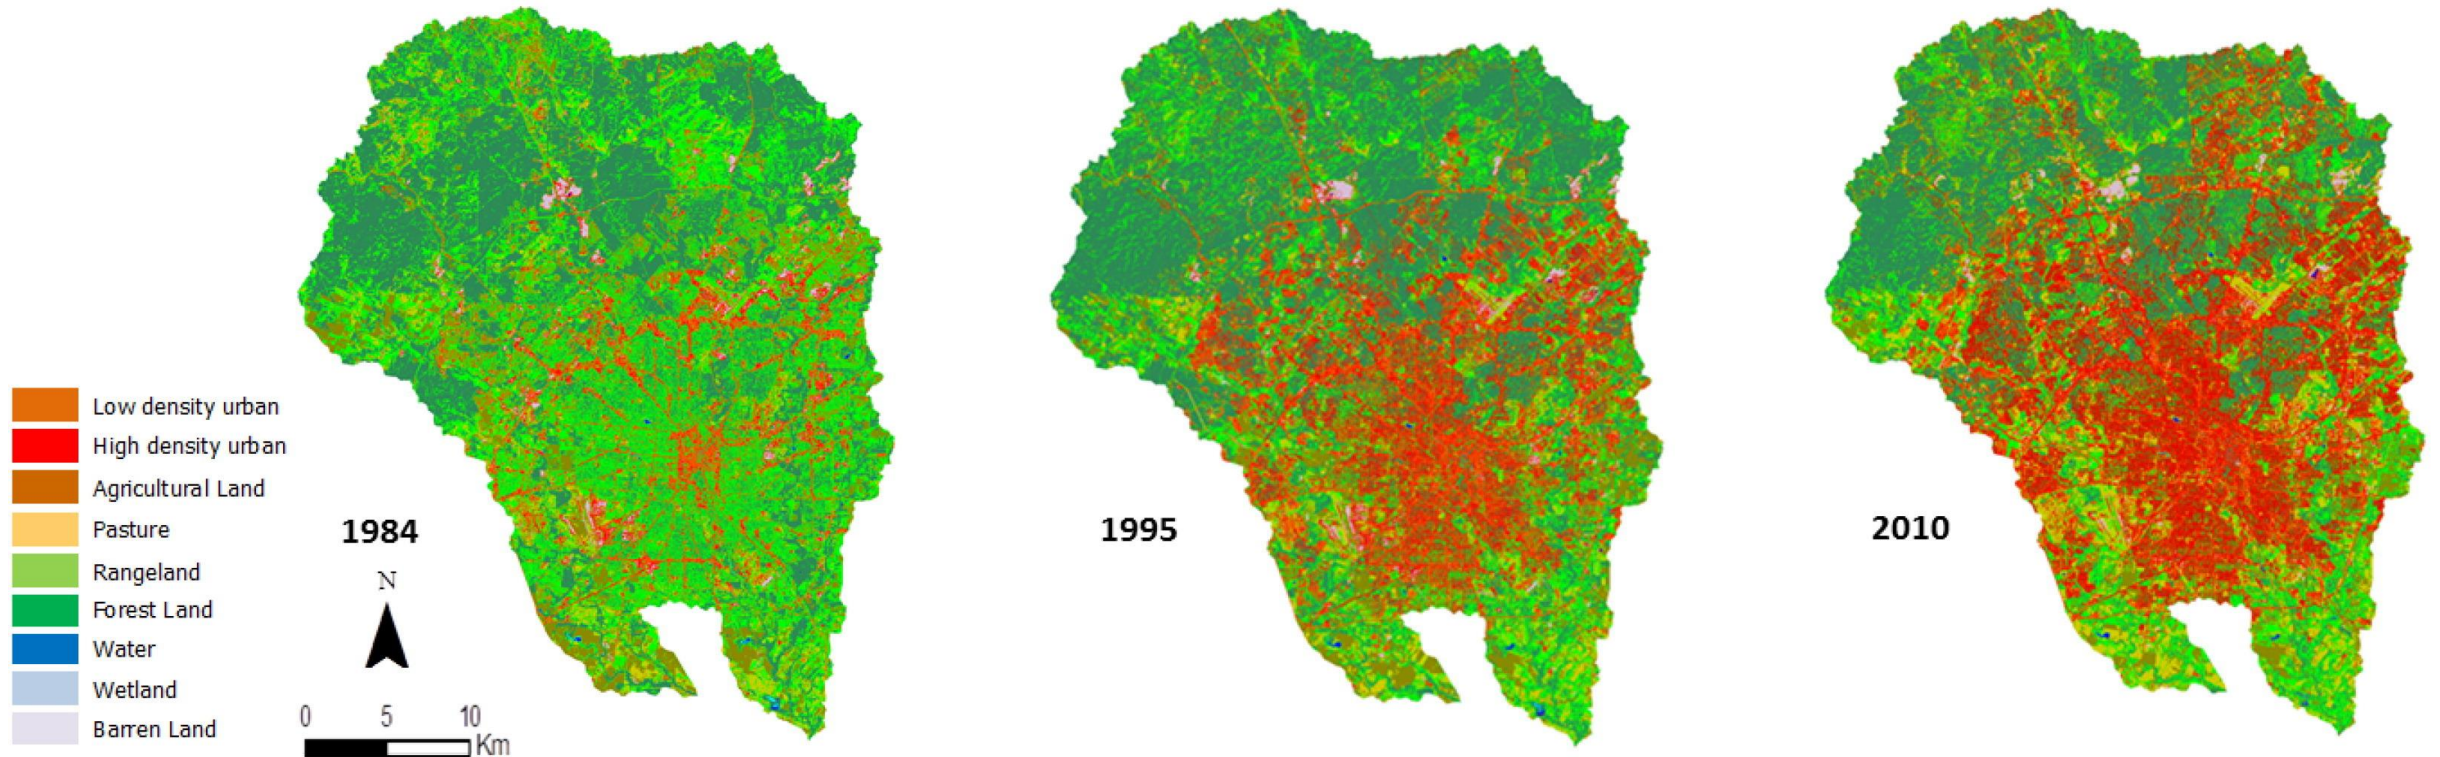 Low density urban
High density urban
Agricultural Land
Pasture
Rangeland
Forest Land
Water
Wetland
Barren Land
1984
N
0 5 10
Km
1995
2010